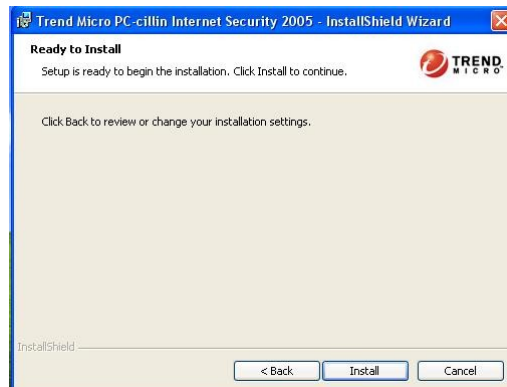 Trend Micro PC-cillin Internet Security 2005 - InstallShield Wizard
Ready to Install
Setup is ready to begin the installation. Click Install to continue.
TREND
MICRO
Click Back to review or change your installation settings.
InstallShield
< Back
Install
Cancel